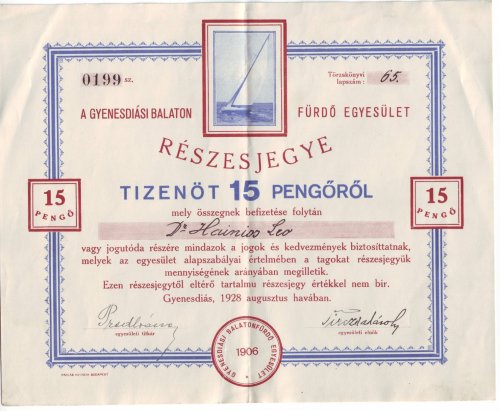 0199 sz.
Törzskönyvi
lapszám: 65.
A GYENESDIÁSI BALATON FÜRDŐ EGYESÜLET
RÉSZESJEGYE
TIZENÖT 15 PENGŐRŐL
15
PENGŐ
15
PENGŐ
mely összegnek befizetése folytán
Dr Hainiss Leo
vagy jogutóda részére mindazok a jogok és kedvezmények biztosíttatnak,
melyek az egyesület alapszabályai értelmében a tagokat részesjegyük
mennyiségének arányában megilletik.
Ezen részesjegytől eltérő tartalmu részesjegy értékkel nem bir.
Gyenesdiás, 1928 augusztus havában.
egyesületi titkár
egyesületi elnök
GYENESDIÁSI BALATONFÜRDŐ EGYESÜLET
1906